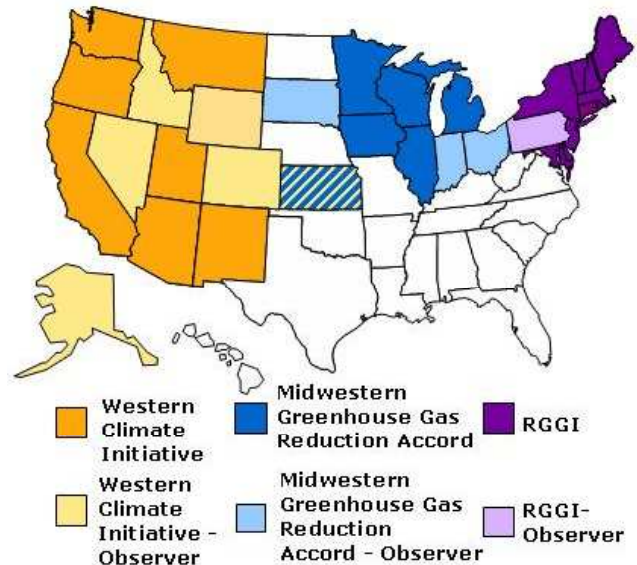 Western
Climate
Initiative
Midwestern
Greenhouse Gas
Reduction Accord
RGGI
Western
Climate
Initiative -
Observer
Midwestern
Greenhouse Gas
Reduction
Accord - Observer
RGGI-
Observer